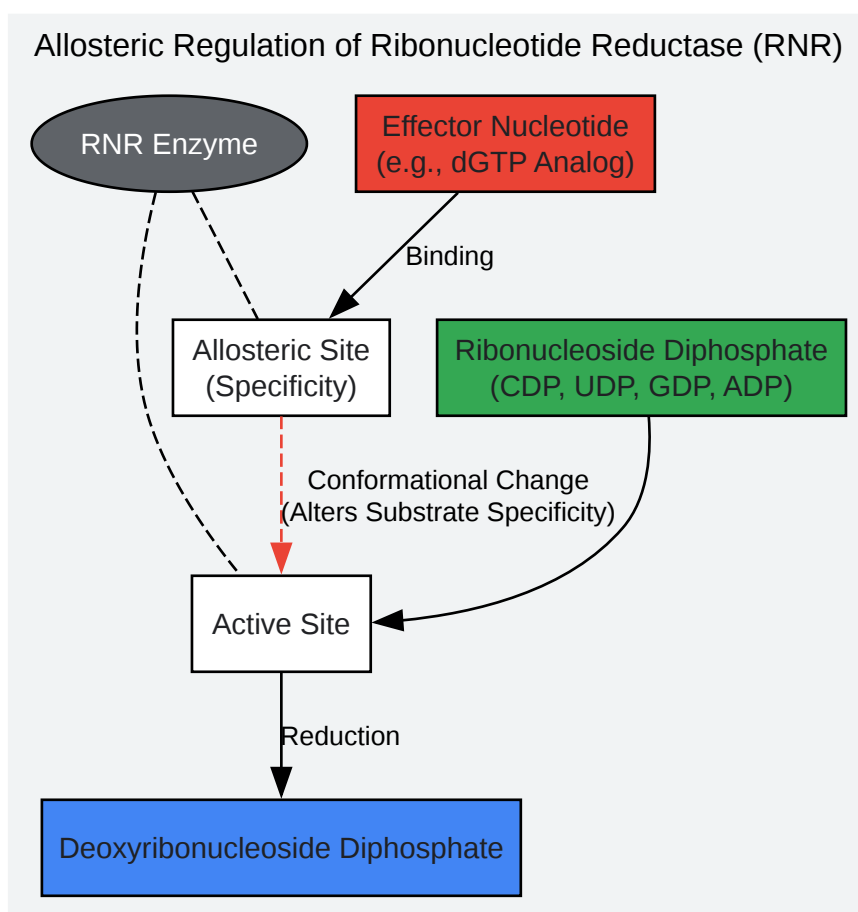 Allosteric Regulation of Ribonucleotide Reductase (RNR)
RNR Enzyme
Effector Nucleotide
(e.g., dGTP Analog)
Binding
Allosteric Site
(Specificity)
Ribonucleoside Diphosphate
(CDP, UDP, GDP, ADP)
Conformational Change
(Alters Substrate Specificity)
Active Site
Reduction
Deoxyribonucleoside Diphosphate